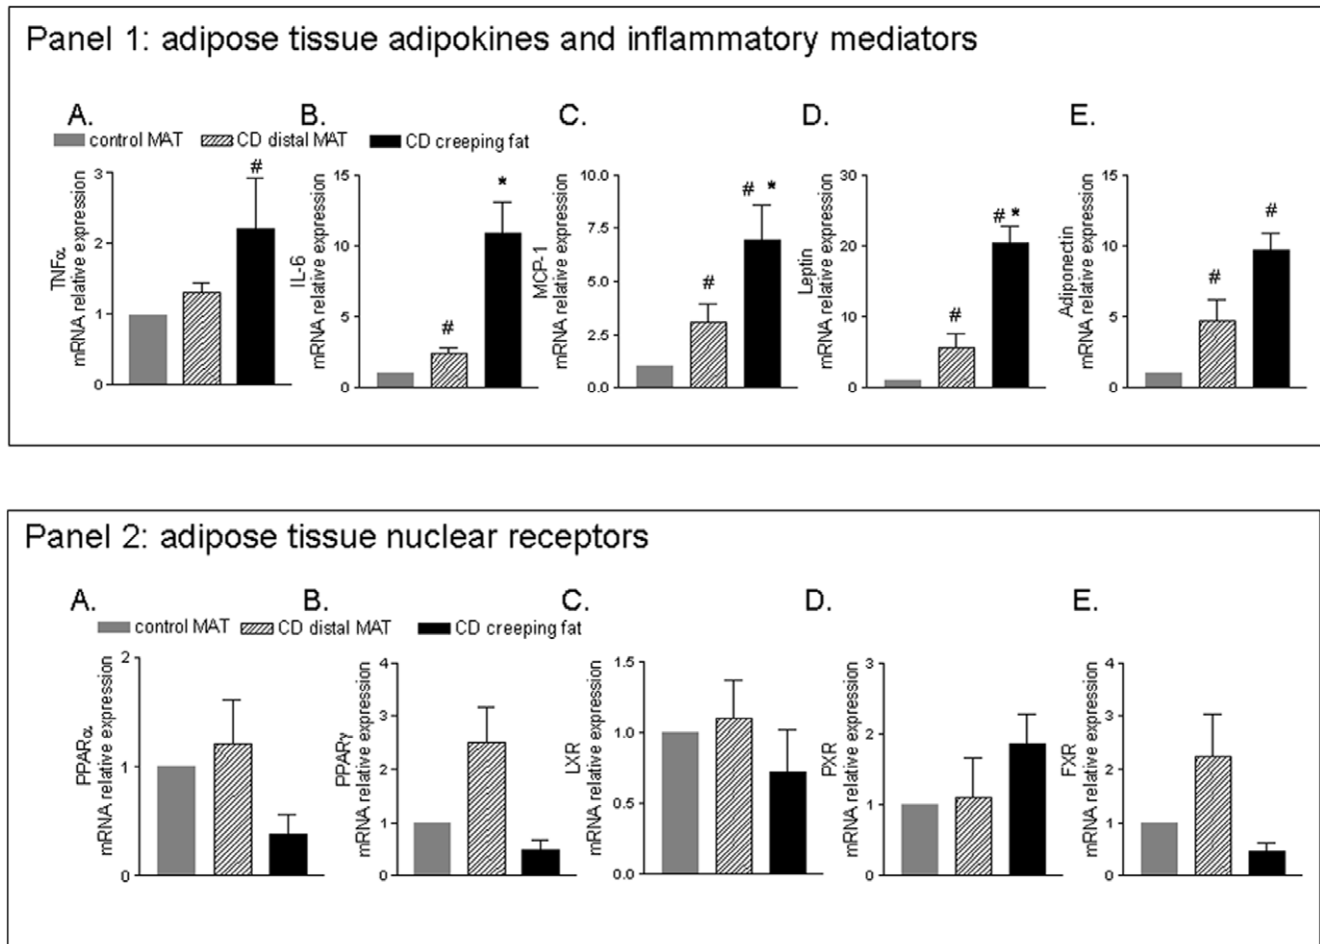 Panel 1: adipose tissue adipokines and inflammatory mediators
A. B. C. D. E.
control MAT CD distal MAT CD creeping fat
TNFα
mRNA relative expression
3
2
1
0
#
IL-6
mRNA relative expression
15
10
5
0
#
*
MCP-1
mRNA relative expression
10.0
7.5
5.0
2.5
0.0
#
# *
Leptin
mRNA relative expression
30
20
10
0
#
# *
Adiponectin
mRNA relative expression
15
10
5
0
#
#
Panel 2: adipose tissue nuclear receptors
A. B. C. D. E.
control MAT CD distal MAT CD creeping fat
PPARα
mRNA relative expression
2
1
0
PPARγ
mRNA relative expression
4
3
2
1
0
LXR
mRNA relative expression
1.5
1.0
0.5
0.0
PXR
mRNA relative expression
3
2
1
0
FXR
mRNA relative expression
4
3
2
1
0